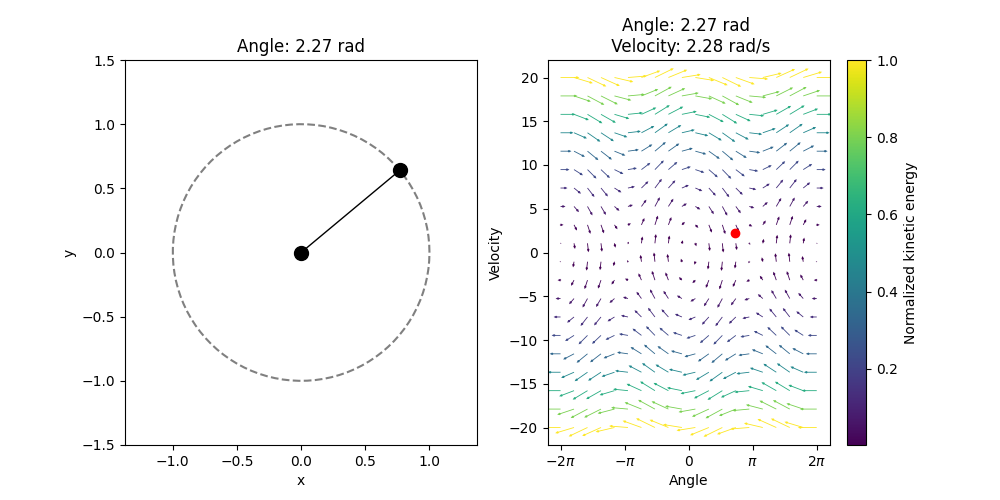 Angle: 2.27 rad
1.5
1.0
0.5
0.0
−0.5
−1.0
−1.5
−1.0
−0.5
0.0
0.5
1.0
x
y
Angle: 2.27 rad
Velocity: 2.28 rad/s
20
15
10
5
0
−5
−10
−15
−20
−2π
−π
0
π
2π
Angle
Velocity
1.0
0.8
0.6
0.4
0.2
Normalized kinetic energy